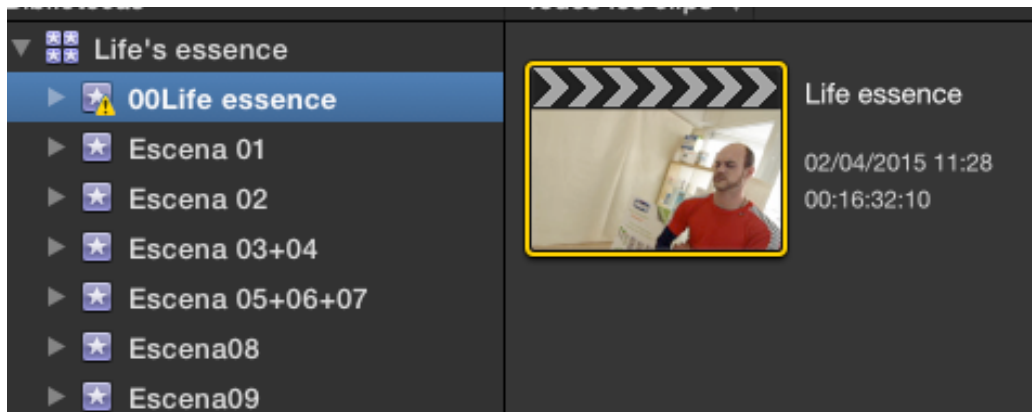 Life's essence
00Life essence
Escena 01
Escena 02
Escena 03+04
Escena 05+06+07
Escena08
Escena09
Life essence
02/04/2015 11:28
00:16:32:10